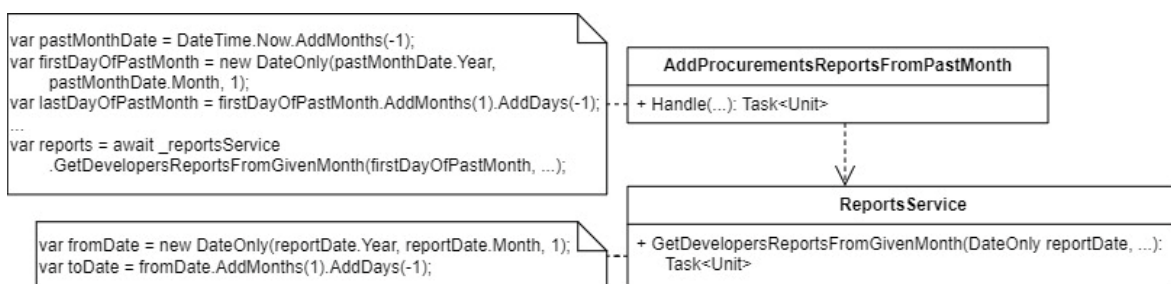 var pastMonthDate = DateTime.Now.AddMonths(-1);
var firstDayOfPastMonth = new DateOnly(pastMonthDate.Year,
pastMonthDate.Month, 1);
var lastDayOfPastMonth = firstDayOfPastMonth.AddMonths(1).AddDays(-1);
...
var reports = await _reportsService
.GetDevelopersReportsFromGivenMonth(firstDayOfPastMonth, ...);
AddProcurementsReportsFromPastMonth
+ Handle(...): Task<Unit>
ReportsService
+ GetDevelopersReportsFromGivenMonth(DateOnly reportDate, ...):
Task<Unit>
var fromDate = new DateOnly(reportDate.Year, reportDate.Month, 1);
var toDate = fromDate.AddMonths(1).AddDays(-1);